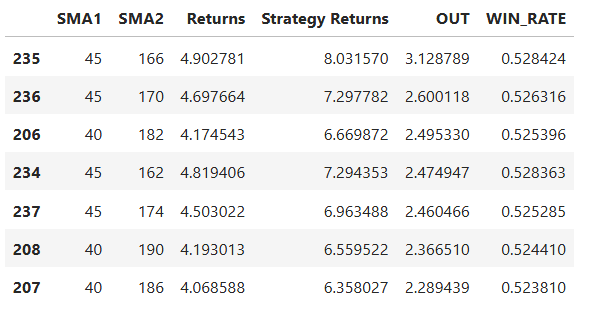 SMA1 SMA2 Returns Strategy Returns OUT WIN_RATE
235 45 166 4.902781 8.031570 3.128789 0.528424
236 45 170 4.697664 7.297782 2.600118 0.526316
206 40 182 4.174543 6.669872 2.495330 0.525396
234 45 162 4.819406 7.294353 2.474947 0.528363
237 45 174 4.503022 6.963488 2.460466 0.525285
208 40 190 4.193013 6.559522 2.366510 0.524410
207 40 186 4.068588 6.358027 2.289439 0.523810